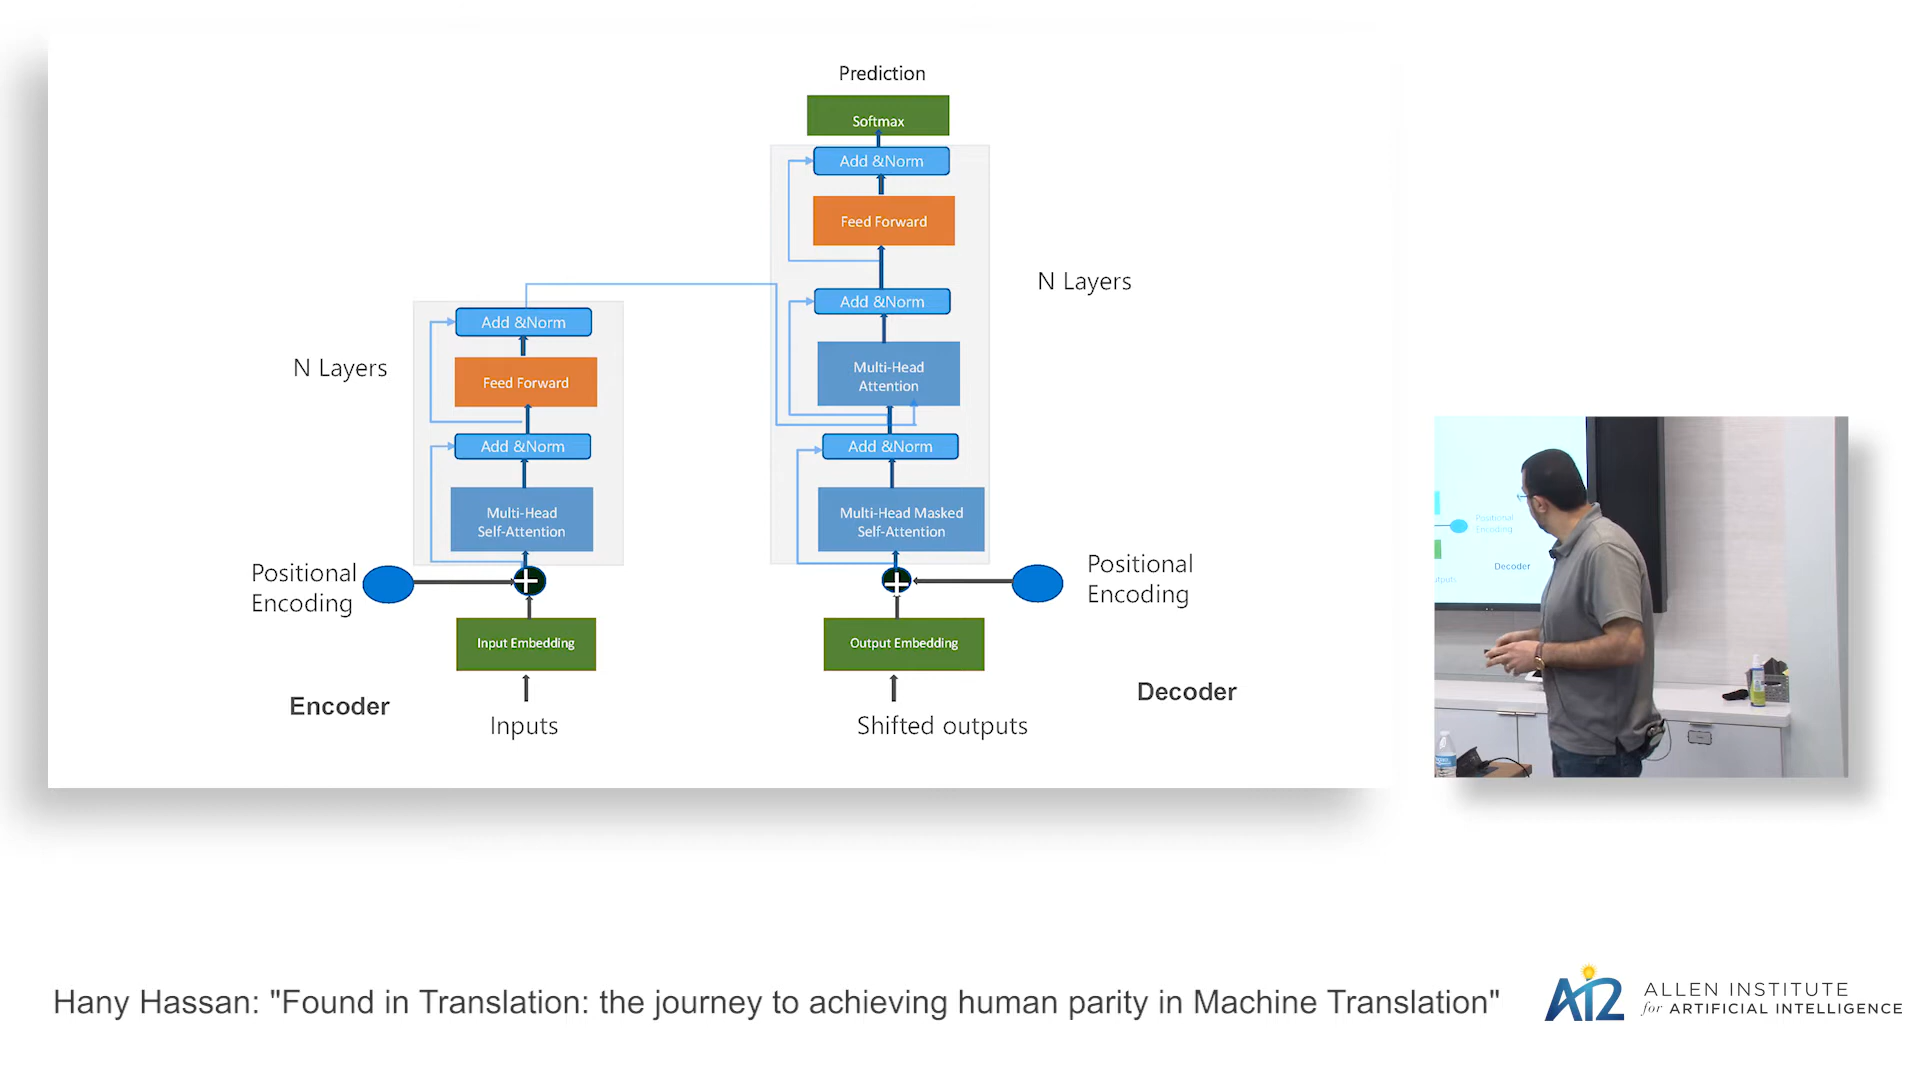 Prediction
Softmax
Add &Norm
Feed Forward
N Layers
Add &Norm
Multi-Head
Attention
Add &Norm
Multi-Head Masked
Self-Attention
Positional
Encoding
Output Embedding
Decoder
Shifted outputs
Add &Norm
N Layers
Feed Forward
Add &Norm
Multi-Head
Self-Attention
Positional
Encoding
Input Embedding
Encoder
Inputs
Positional
Encoding
Decoder
Hany Hassan: "Found in Translation: the journey to achieving human parity in Machine Translation"
AI2
ALLEN INSTITUTE
for ARTIFICIAL INTELLIGENCE